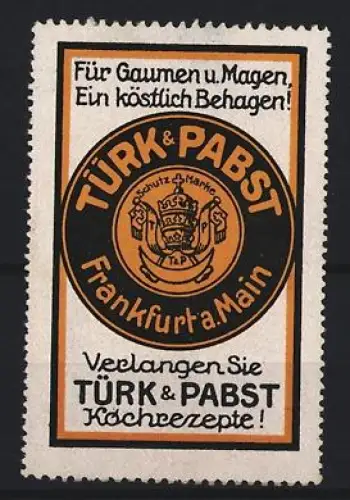 Für Gaumen u. Magen,
Ein köstlich Behagen!
TÜRK & PABST
Schutz Marke
T P
T&P
Frankfurt a. Main
Verlangen Sie
TÜRK & PABST
Kochrezepte!